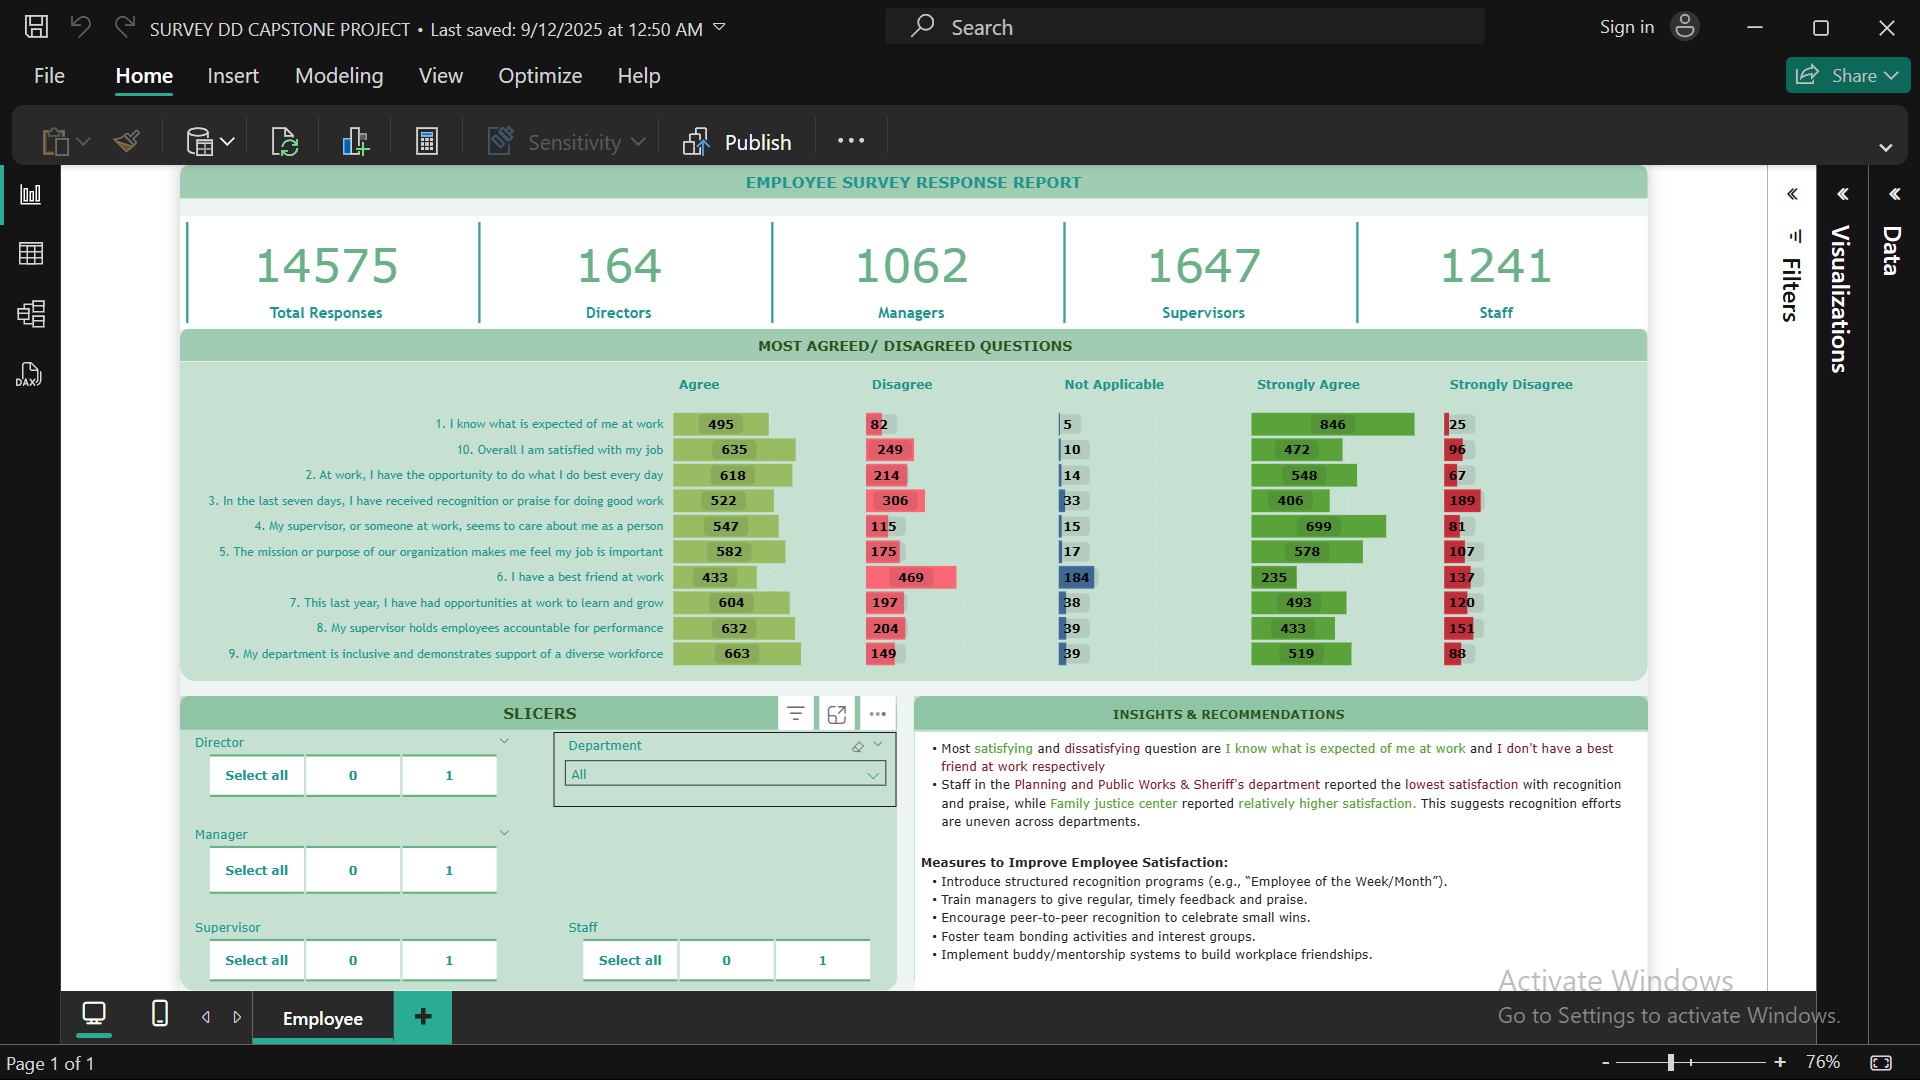 SURVEY DD CAPSTONE PROJECT • Last saved: 9/12/2025 at 12:50 AM
Search
Sign in
File Home Insert Modeling View Optimize Help
Share
Sensitivity
Publish
DAX
EMPLOYEE SURVEY RESPONSE REPORT
14575 164 1062 1647 1241
Total Responses Directors Managers Supervisors Staff
MOST AGREED/ DISAGREED QUESTIONS
Agree Disagree Not Applicable Strongly Agree Strongly Disagree
1. I know what is expected of me at work 495 82 5 846 25
10. Overall I am satisfied with my job 635 249 10 472 96
2. At work, I have the opportunity to do what I do best every day 618 214 14 548 67
3. In the last seven days, I have received recognition or praise for doing good work 522 306 33 406 189
4. My supervisor, or someone at work, seems to care about me as a person 547 115 15 699 81
5. The mission or purpose of our organization makes me feel my job is important 582 175 17 578 107
6. I have a best friend at work 433 469 184 235 137
7. This last year, I have had opportunities at work to learn and grow 604 197 38 493 120
8. My supervisor holds employees accountable for performance 632 204 39 433 151
9. My department is inclusive and demonstrates support of a diverse workforce 663 149 39 519 88
SLICERS
Director
Select all 0 1
Department
All
Manager
Select all 0 1
Supervisor
Select all 0 1
Staff
Select all 0 1
INSIGHTS & RECOMMENDATIONS
• Most satisfying and dissatisfying question are I know what is expected of me at work and I don't have a best
friend at work respectively
• Staff in the Planning and Public Works & Sheriff's department reported the lowest satisfaction with recognition
and praise, while Family justice center reported relatively higher satisfaction. This suggests recognition efforts
are uneven across departments.
Measures to Improve Employee Satisfaction:
• Introduce structured recognition programs (e.g., “Employee of the Week/Month”).
• Train managers to give regular, timely feedback and praise.
• Encourage peer-to-peer recognition to celebrate small wins.
• Foster team bonding activities and interest groups.
• Implement buddy/mentorship systems to build workplace friendships.
Filters
Visualizations
Data
Activate Windows
Go to Settings to activate Windows.
Employee
Page 1 of 1
76%